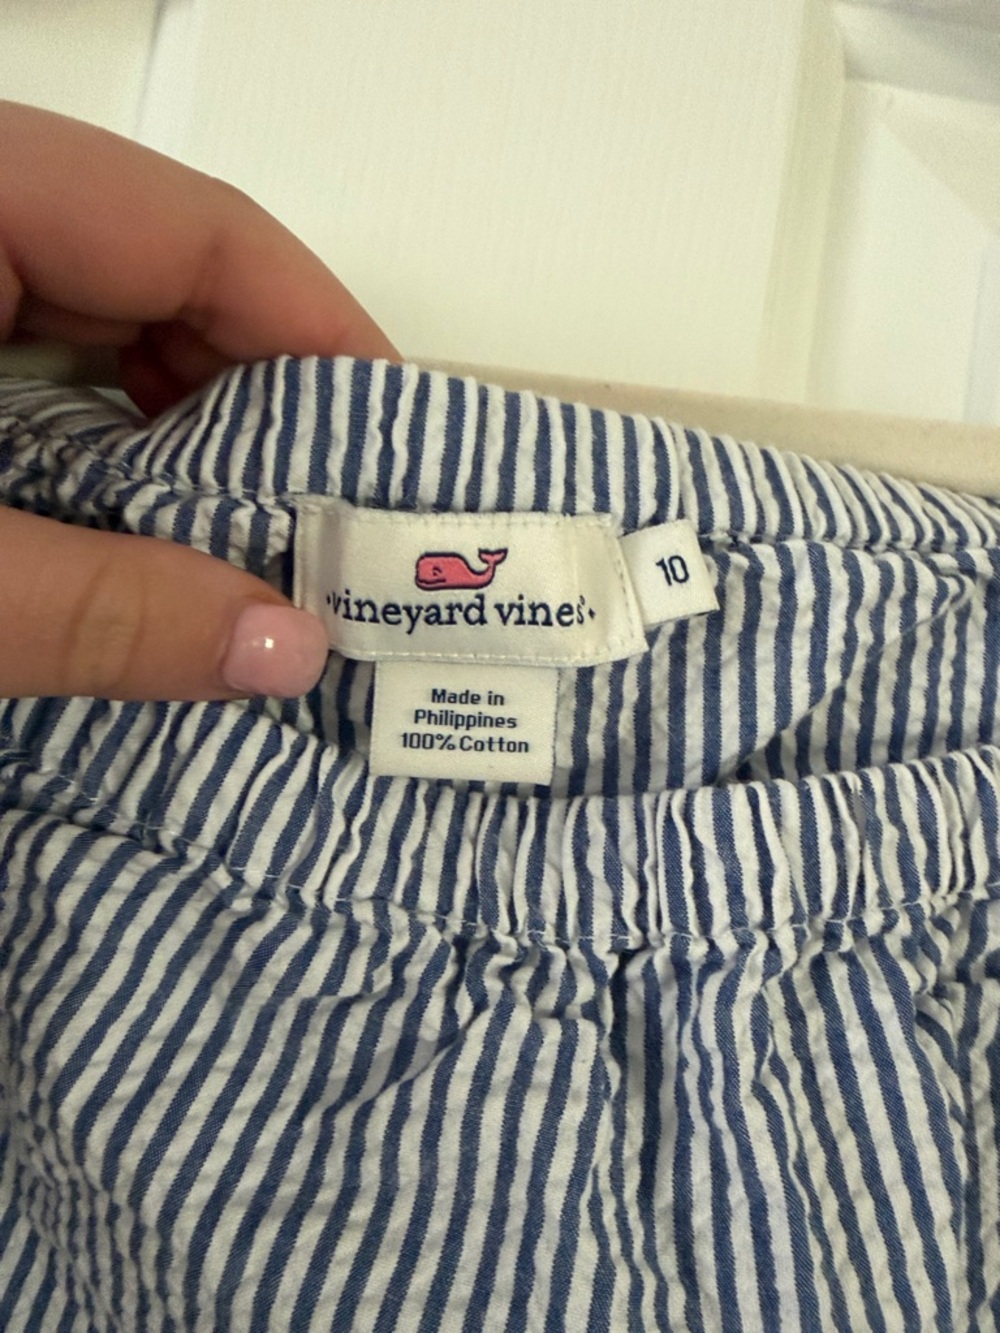 vineyard vines
10
Made in
Philippines
100% Cotton